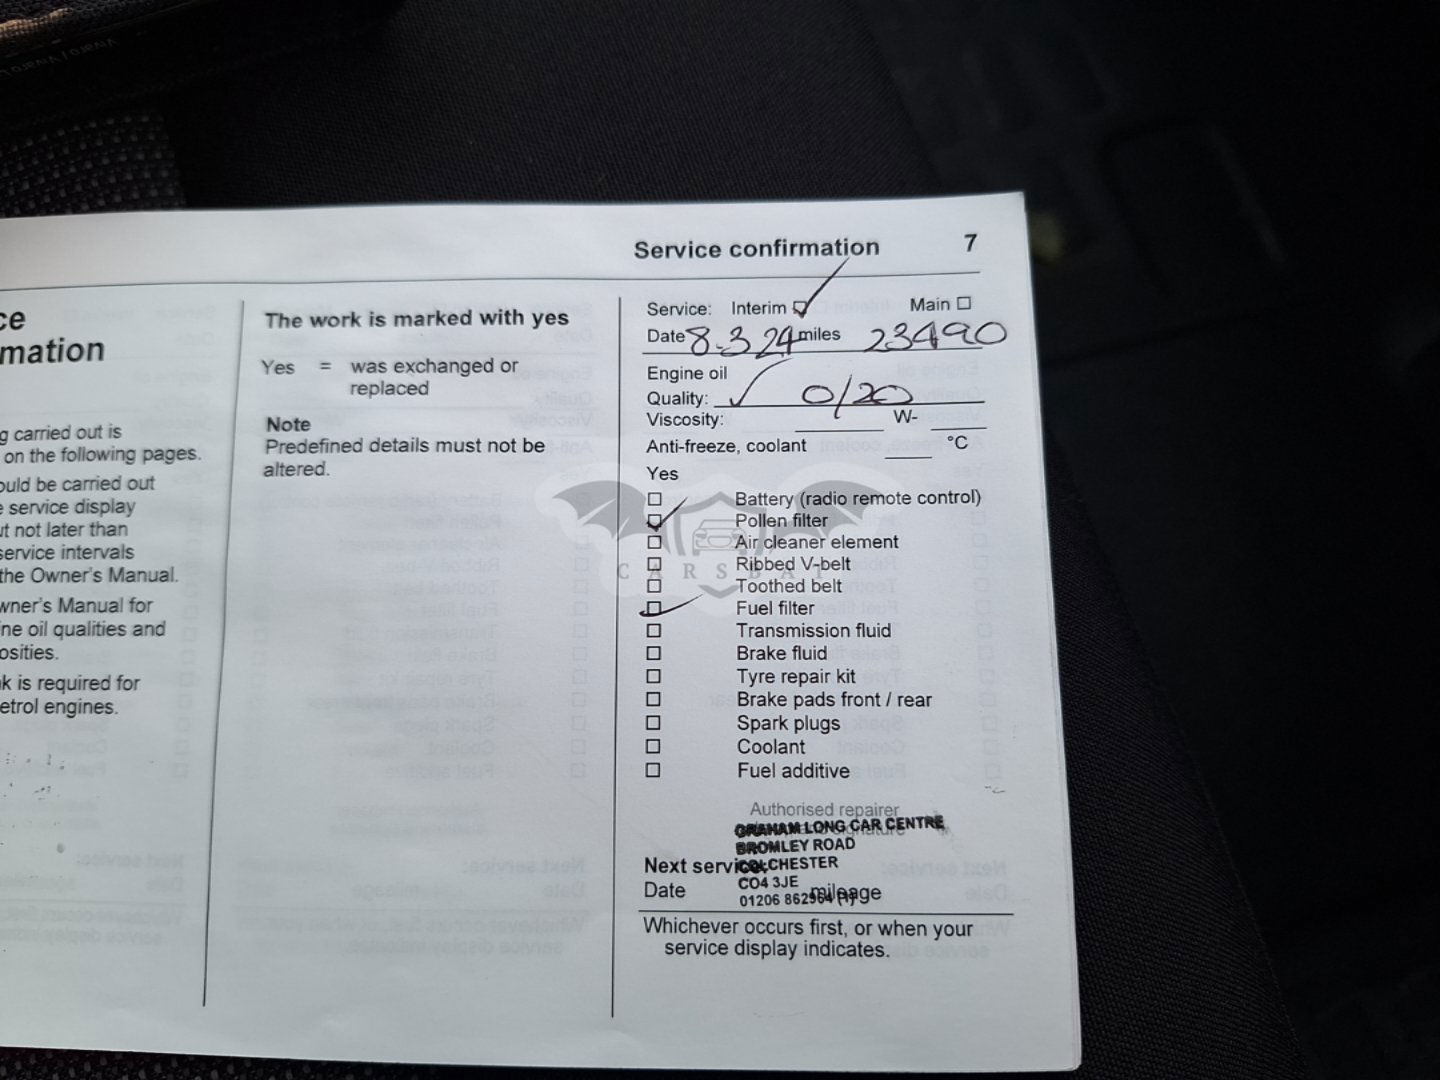 Service confirmation 7
ce
mation
g carried out is
on the following pages.
ould be carried out
e service display
ut not later than
service intervals
the Owner's Manual.
wner's Manual for
ine oil qualities and
osities.
k is required for
etrol engines.
The work is marked with yes
Yes = was exchanged or
replaced
Note
Predefined details must not be
altered.
Service: Interim ☑ Main ☐
Date 8.3.24 miles 23490
Engine oil
Quality: ✓ 0/20
Viscosity: W-
Anti-freeze, coolant °C
Yes
☐ Battery (radio remote control)
☑ Pollen filter
☐ Air cleaner element
☐ Ribbed V-belt
CARSBAT
☐ Toothed belt
☑ Fuel filter
☐ Transmission fluid
☐ Brake fluid
☐ Tyre repair kit
☐ Brake pads front / rear
☐ Spark plugs
☐ Coolant
☐ Fuel additive
Authorised repairer
GRAHAM LONG CAR CENTRE
BROMLEY ROAD
Next service:
COLCHESTER
CO4 3JE
Date mileage
01206 862964 (T)
Whichever occurs first, or when your
service display indicates.